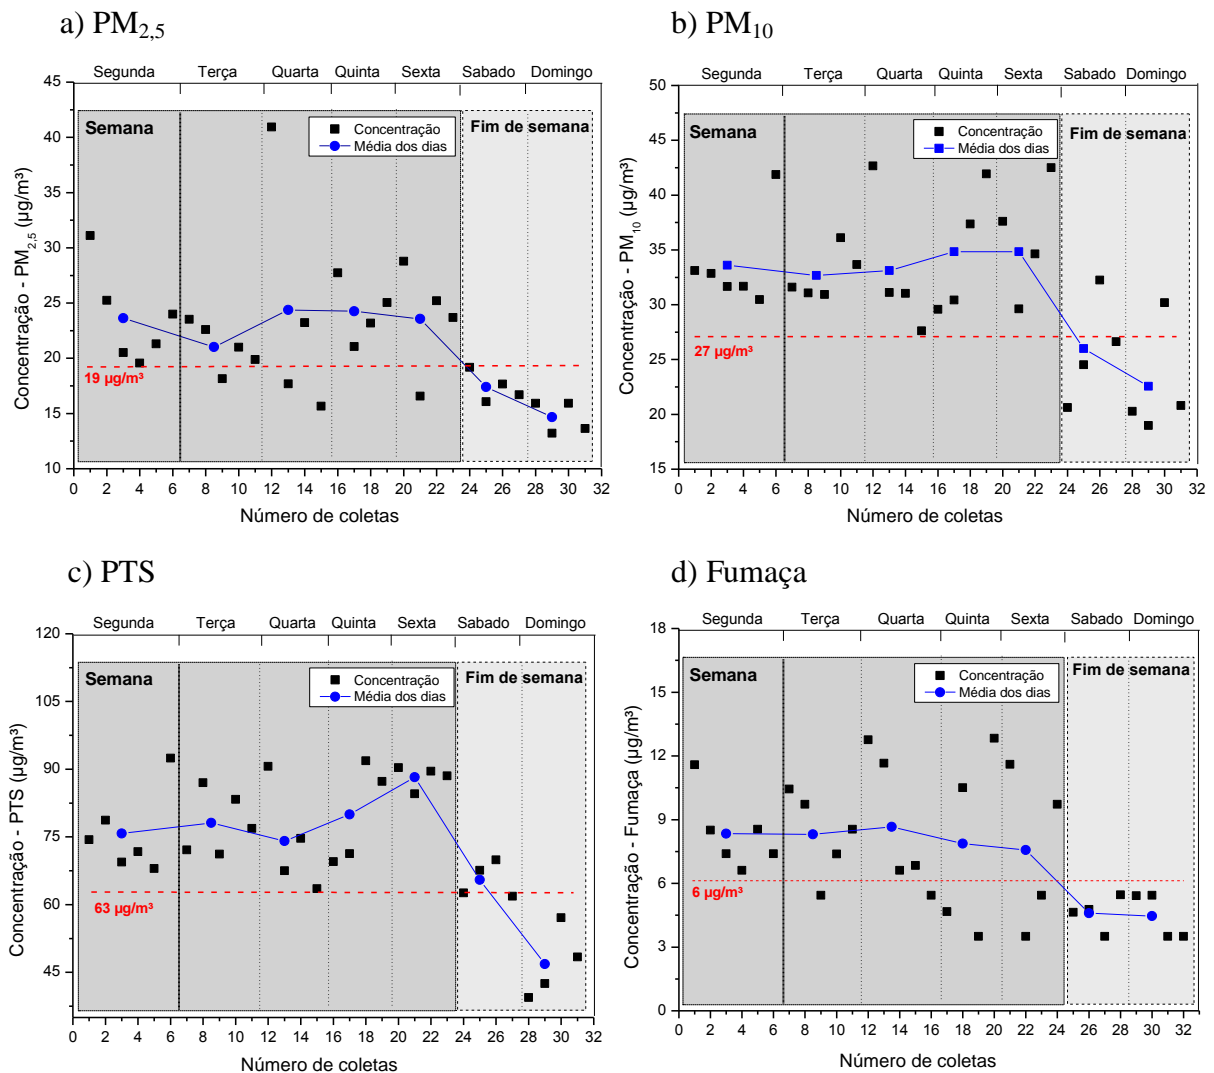 a) PM2,5
Segunda Terça Quarta Quinta Sexta Sabado Domingo
Semana
Concentração
Média dos dias
Fim de semana
19 µg/m³
45
40
35
30
25
20
15
10
Concentração - PM2,5 (µg/m³)
0 2 4 6 8 10 12 14 16 18 20 22 24 26 28 30 32
Número de coletas
b) PM10
Segunda Terça Quarta Quinta Sexta Sabado Domingo
Semana
Concentração
Média dos dias
Fim de semana
27 µg/m³
50
45
40
35
30
25
20
15
Concentração - PM10 (µg/m³)
0 2 4 6 8 10 12 14 16 18 20 22 24 26 28 30 32
Número de coletas
c) PTS
Segunda Terça Quarta Quinta Sexta Sabado Domingo
Semana
Concentração
Média dos dias
Fim de semana
63 µg/m³
120
105
90
75
60
45
Concentração - PTS (µg/m³)
0 2 4 6 8 10 12 14 16 18 20 22 24 26 28 30 32
Número de coletas
d) Fumaça
Segunda Terça Quarta Quinta Sexta Sabado Domingo
Semana
Concentração
Média dos dias
Fim de semana
6 µg/m³
18
15
12
9
6
3
0
Concentração - Fumaça (µg/m³)
0 2 4 6 8 10 12 14 16 18 20 22 24 26 28 30 32
Número de coletas